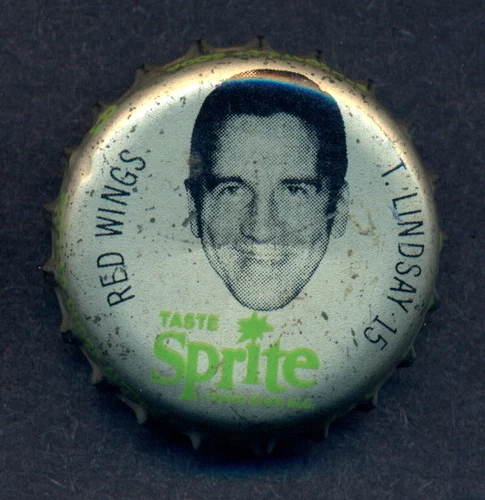 RED WINGS
T. LINDSAY 15
TASTE
Sprite